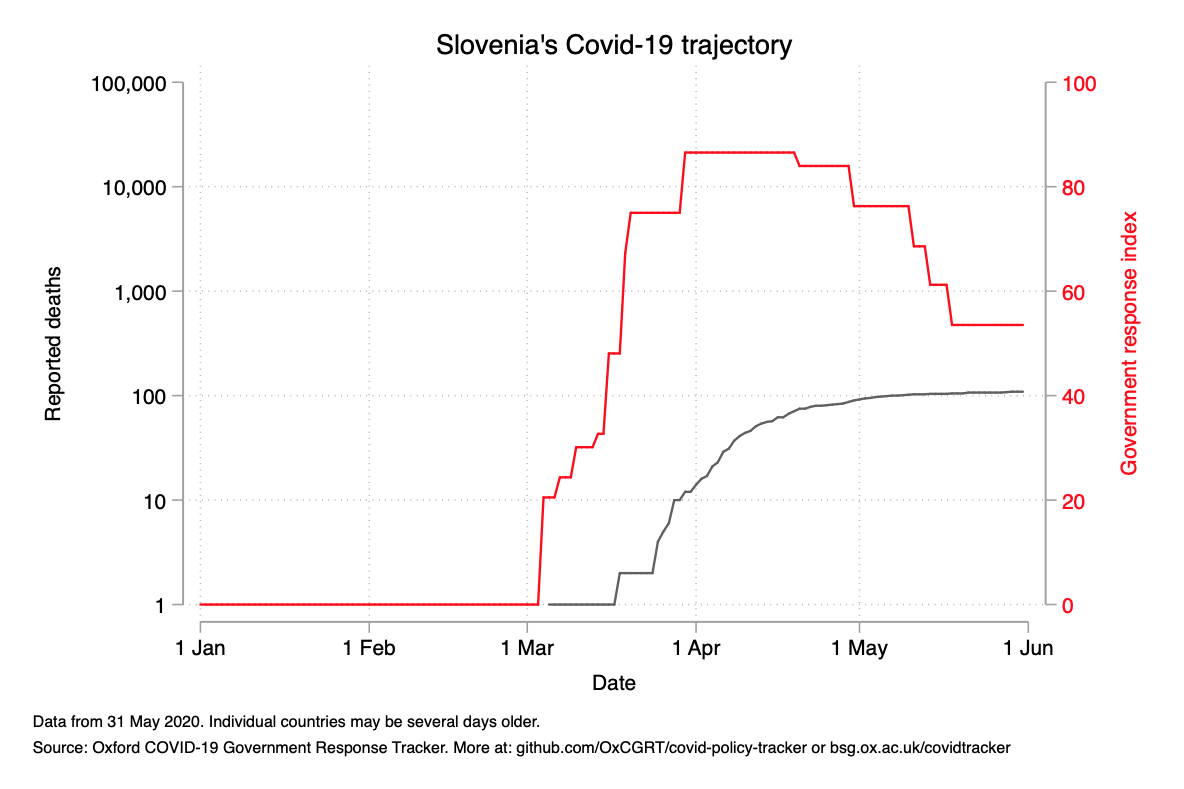 Slovenia's Covid-19 trajectory
100,000
10,000
1,000
100
10
1
Reported deaths
100
80
60
40
20
0
Government response index
1 Jan
1 Feb
1 Mar
1 Apr
1 May
1 Jun
Date
Data from 31 May 2020. Individual countries may be several days older.
Source: Oxford COVID-19 Government Response Tracker. More at: github.com/OxCGRT/covid-policy-tracker or bsg.ox.ac.uk/covidtracker